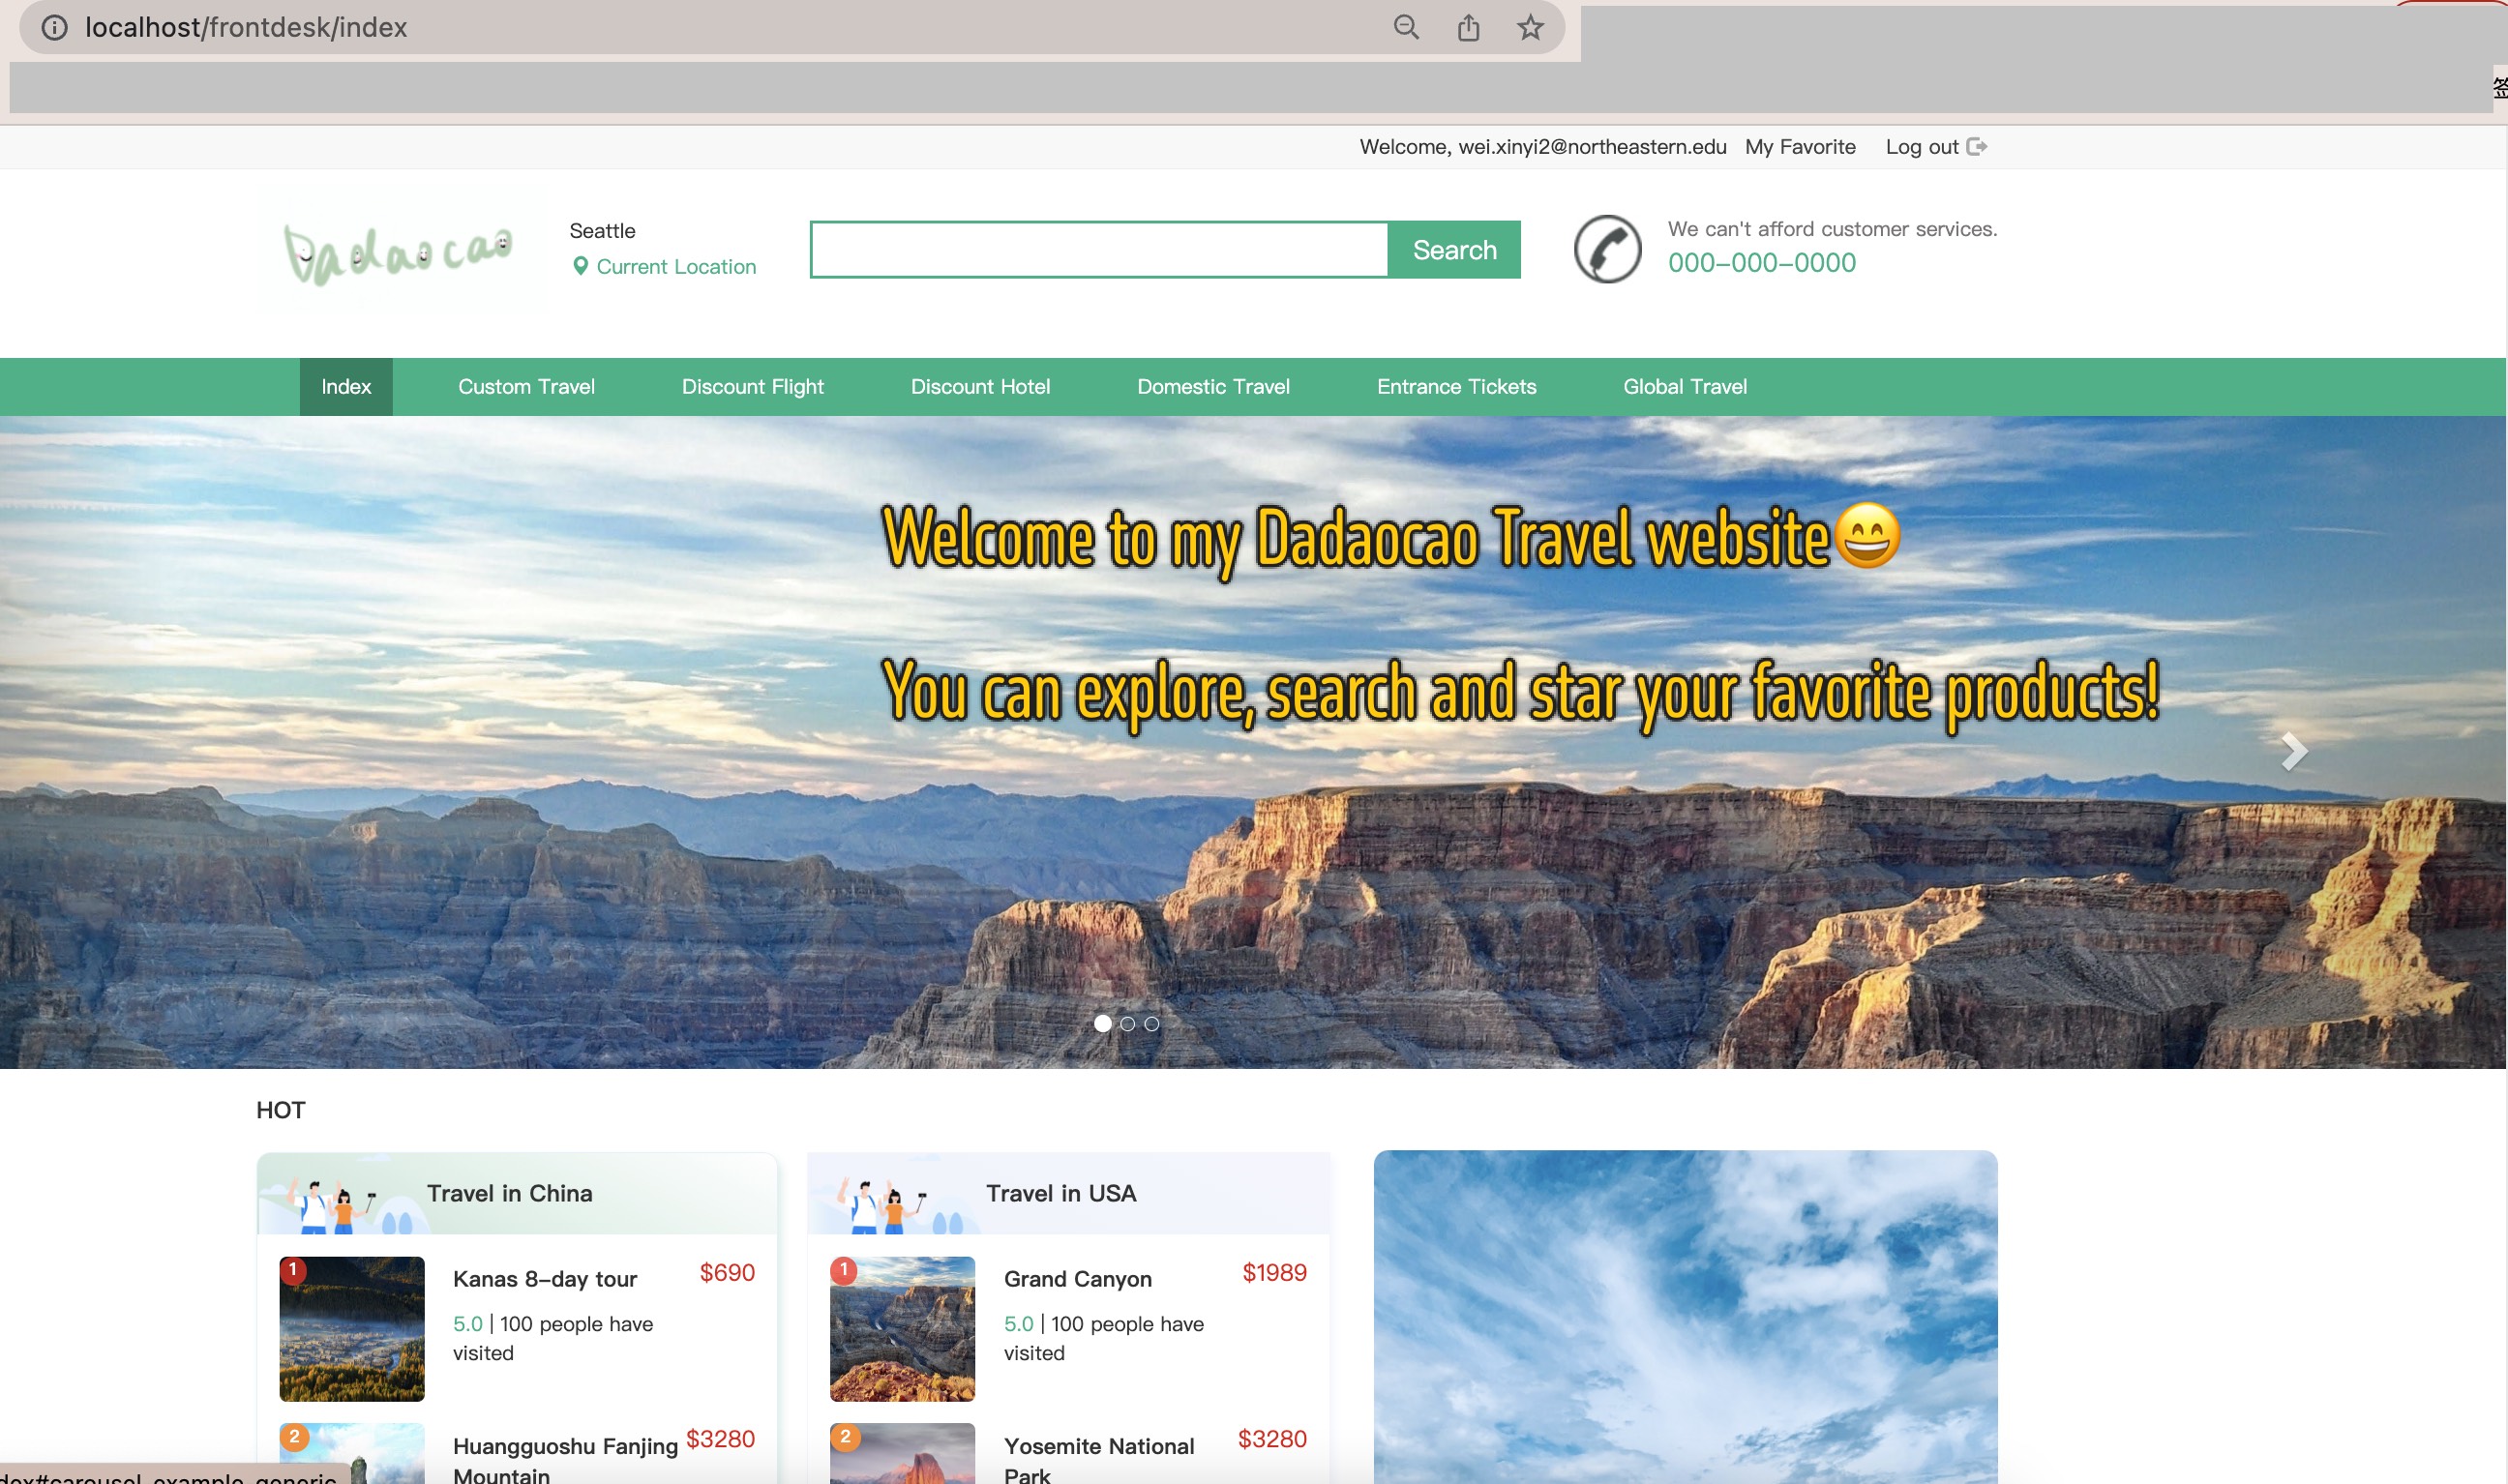 localhost/frontdesk/index
签
Welcome, wei.xinyi2@northeastern.edu My Favorite Log out
Dadaocao
Seattle
Current Location
Search
We can't afford customer services.
000-000-0000
Index Custom Travel Discount Flight Discount Hotel Domestic Travel Entrance Tickets Global Travel
Welcome to my Dadaocao Travel website😄
You can explore, search and star your favorite products!
HOT
Travel in China
1
Kanas 8-day tour $690
5.0 | 100 people have
visited
2
Huangguoshu Fanjing $3280
Mountain
Travel in USA
1
Grand Canyon $1989
5.0 | 100 people have
visited
2
Yosemite National $3280
Park
dex#carousel-example-generic